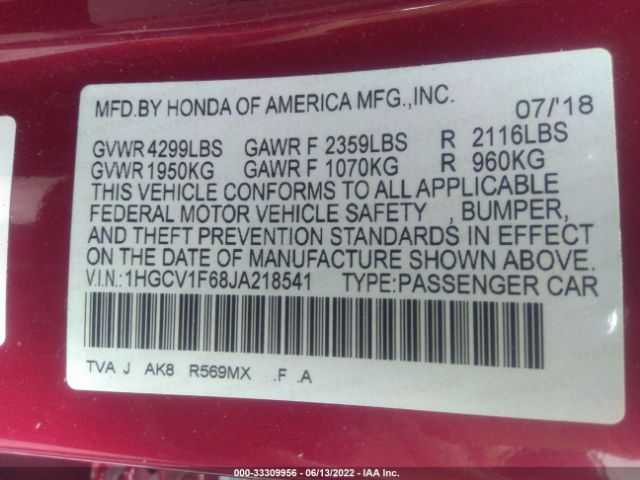 MFD.BY HONDA OF AMERICA MFG.,INC. 07/'18
GVWR 4299LBS GAWR F 2359LBS R 2116LBS
GVWR 1950KG GAWR F 1070KG R 960KG
THIS VEHICLE CONFORMS TO ALL APPLICABLE
FEDERAL MOTOR VEHICLE SAFETY , BUMPER,
AND THEFT PREVENTION STANDARDS IN EFFECT
ON THE DATE OF MANUFACTURE SHOWN ABOVE.
V.I.N.: 1HGCV1F68JA218541 TYPE:PASSENGER CAR
TVA J AK8 R569MX .F .A
00-33309956 - 06/13/2022 - IAA Inc.